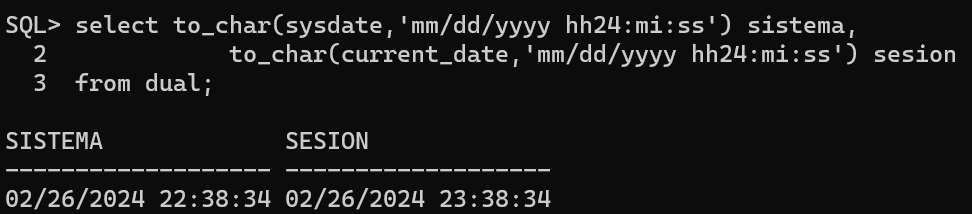 SQL> select to_char(sysdate,'mm/dd/yyyy hh24:mi:ss') sistema,
  2             to_char(current_date,'mm/dd/yyyy hh24:mi:ss') sesion
  3  from dual;

SISTEMA             SESION
------------------- -------------------
02/26/2024 22:38:34 02/26/2024 23:38:34